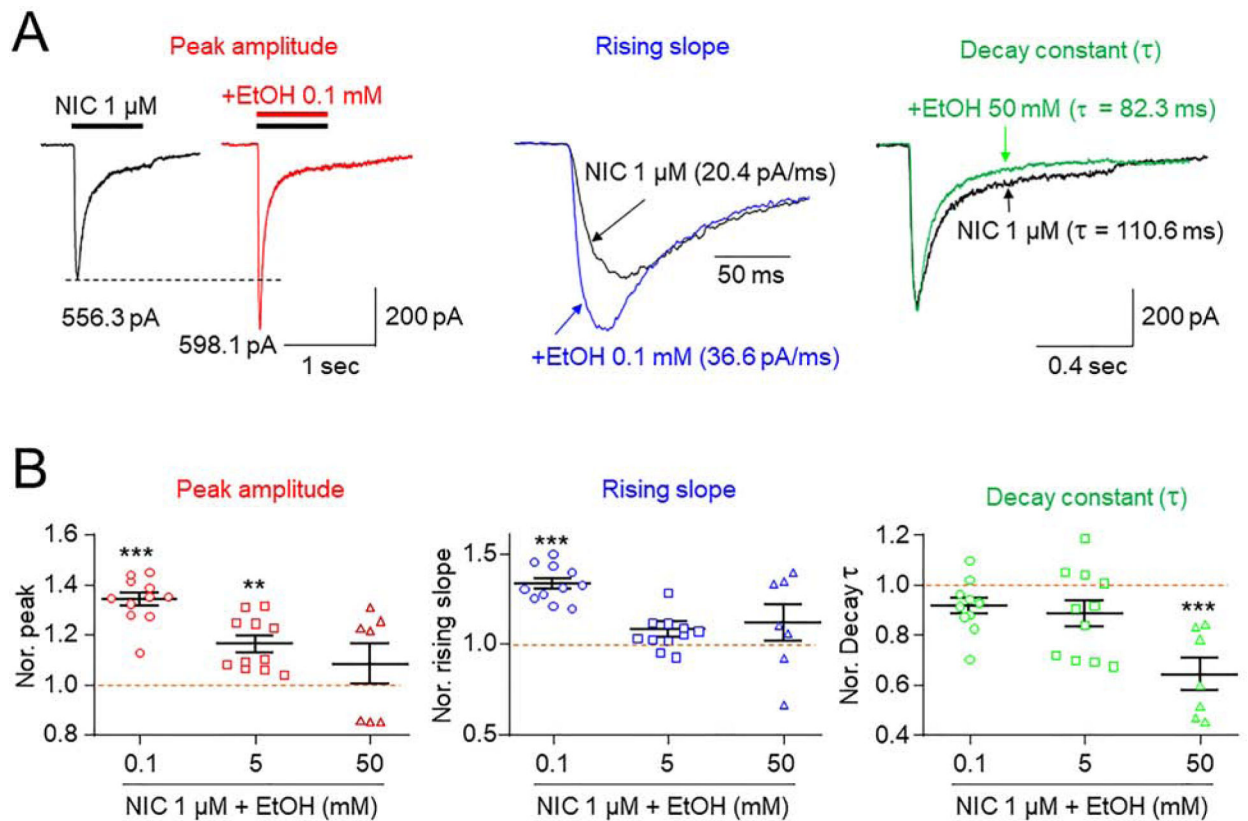 A
Peak amplitude
NIC 1 µM
+EtOH 0.1 mM
556.3 pA
598.1 pA
200 pA
1 sec
Rising slope
NIC 1 µM (20.4 pA/ms)
50 ms
+EtOH 0.1 mM (36.6 pA/ms)
Decay constant (τ)
+EtOH 50 mM (τ = 82.3 ms)
NIC 1 µM (τ = 110.6 ms)
200 pA
0.4 sec
B
Peak amplitude
Nor. peak
1.6
1.4
1.2
1.0
0.8
***
**
0.1 5 50
NIC 1 µM + EtOH (mM)
Rising slope
Nor. rising slope
1.5
1.0
0.5
***
0.1 5 50
NIC 1 µM + EtOH (mM)
Decay constant (τ)
Nor. Decay τ
1.2
1.0
0.8
0.6
0.4
***
0.1 5 50
NIC 1 µM + EtOH (mM)